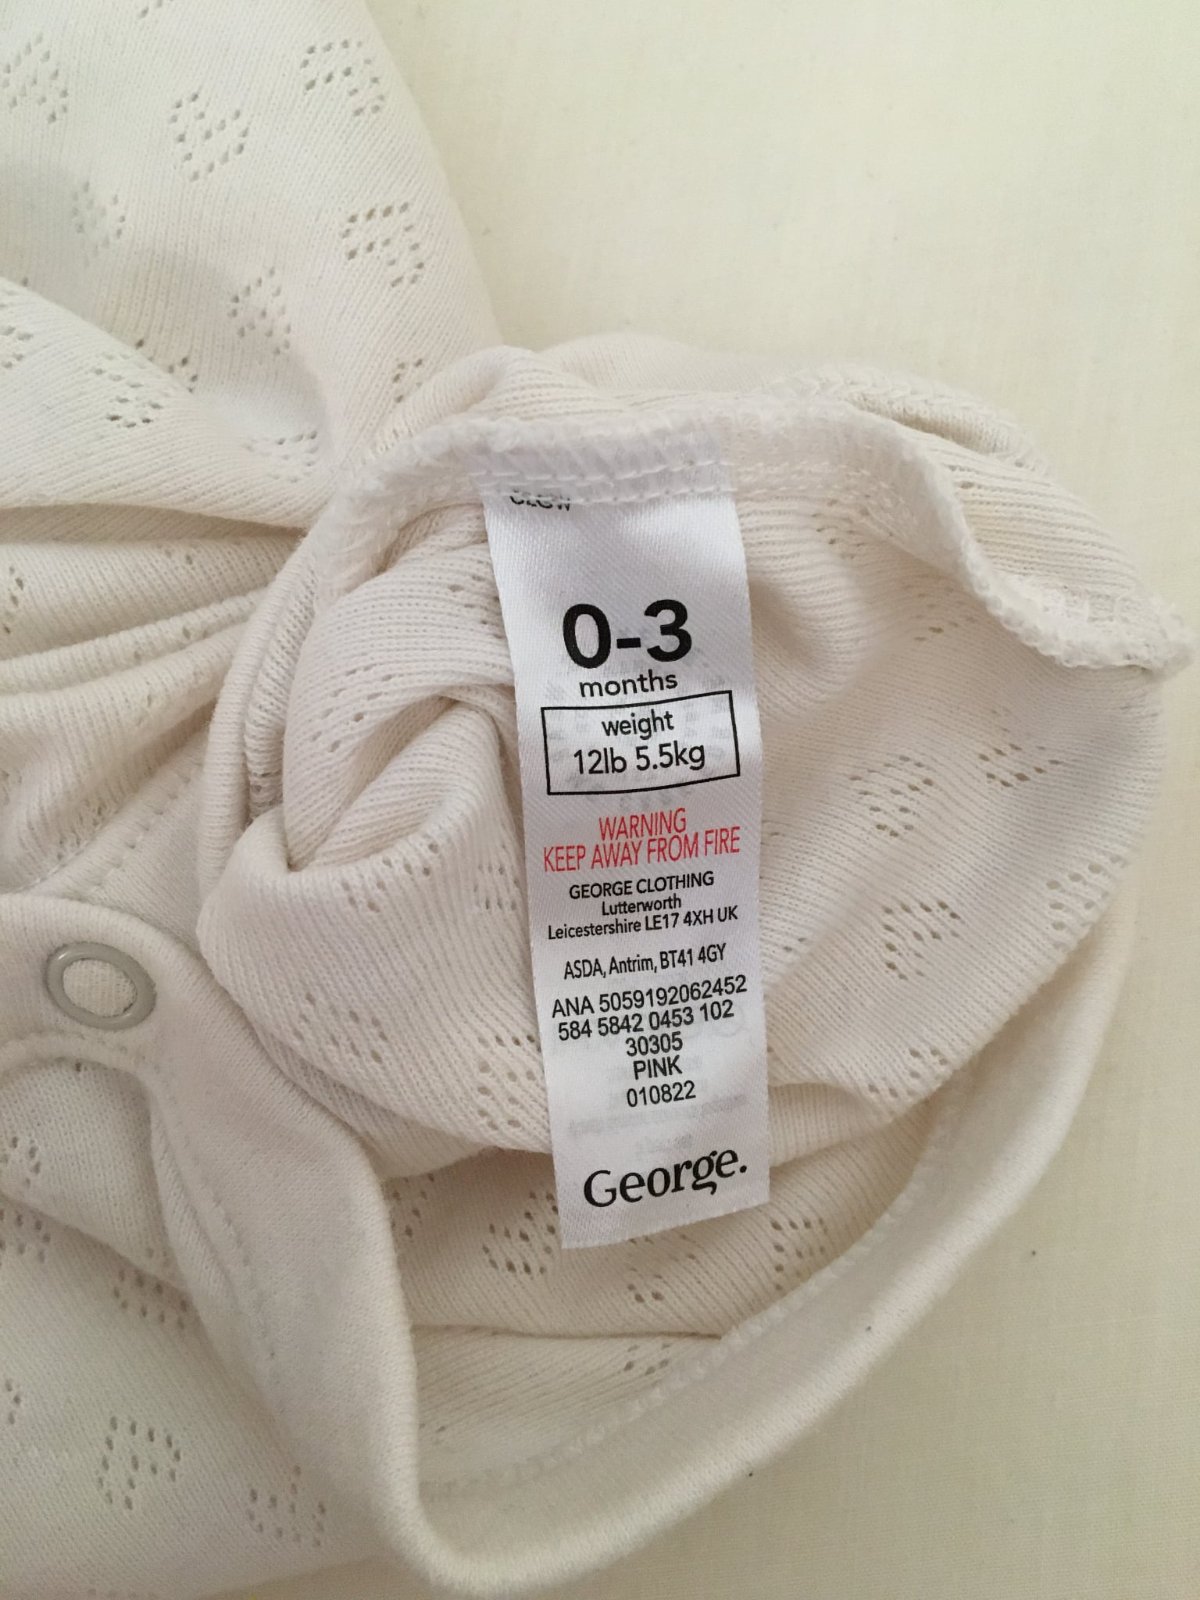 0-3
months
weight
12lb 5.5kg
WARNING
KEEP AWAY FROM FIRE
GEORGE CLOTHING
Lutterworth
Leicestershire LE17 4XH UK
ASDA, Antrim, BT41 4GY
ANA 5059192062452
584 5842 0453 102
30305
PINK
010822
George.